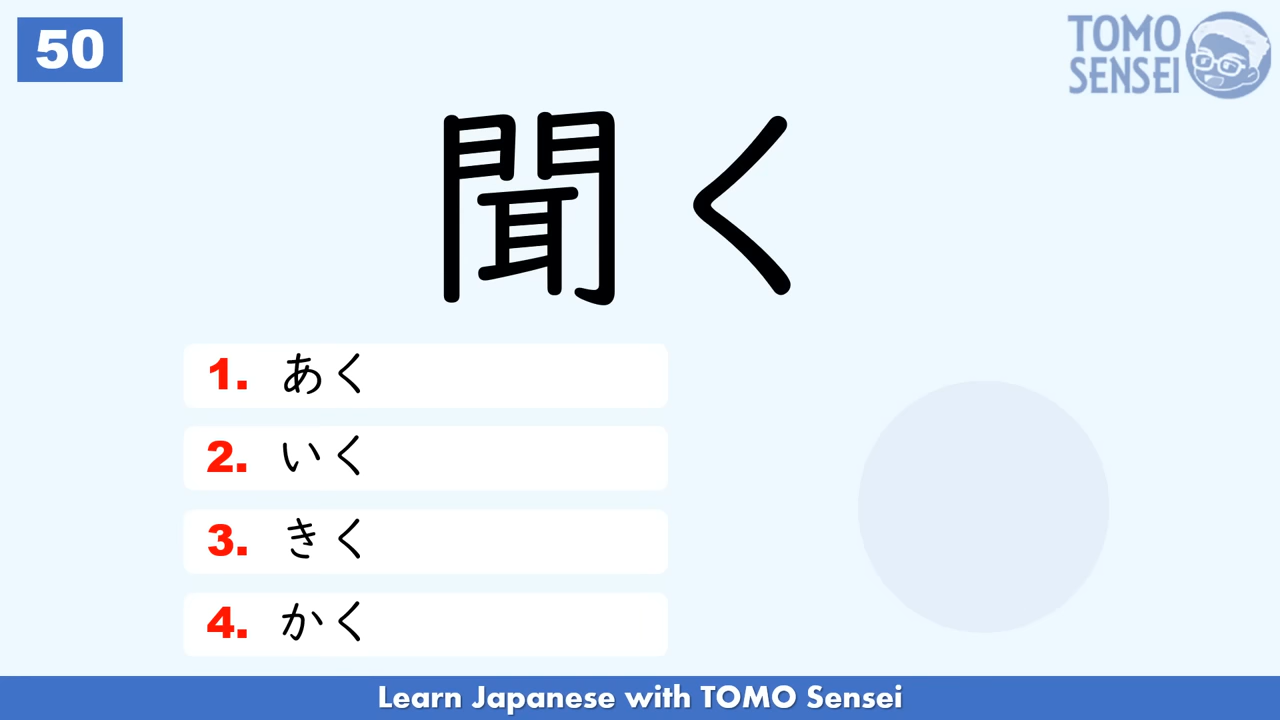 50
TOMO
SENSEI
聞く
1. あく
2. いく
3. きく
4. かく
Learn Japanese with TOMO Sensei